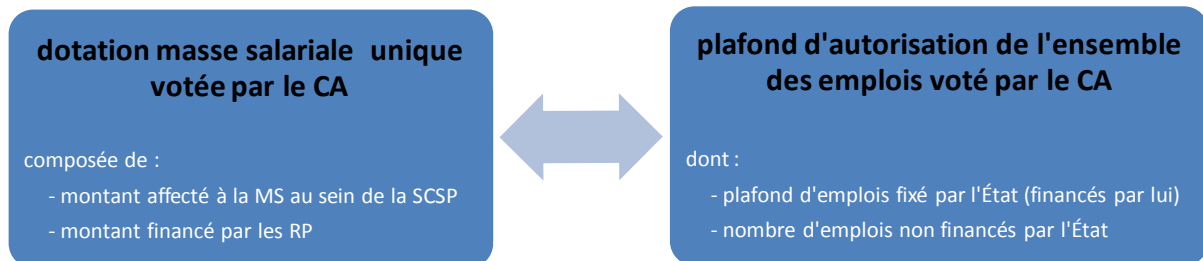 dotation masse salariale unique
votée par le CA
composée de :
- montant affecté à la MS au sein de la SCSP
- montant financé par les RP
plafond d'autorisation de l'ensemble
des emplois voté par le CA
dont :
- plafond d'emplois fixé par l'État (financés par lui)
- nombre d'emplois non financés par l'État